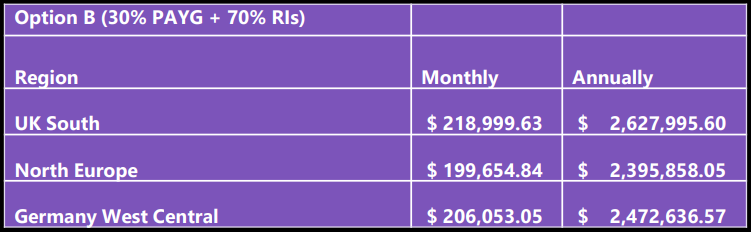 Option B (30% PAYG + 70% RIs)
Region Monthly Annually
UK South $ 218,999.63 $ 2,627,995.60
North Europe $ 199,654.84 $ 2,395,858.05
Germany West Central $ 206,053.05 $ 2,472,636.57